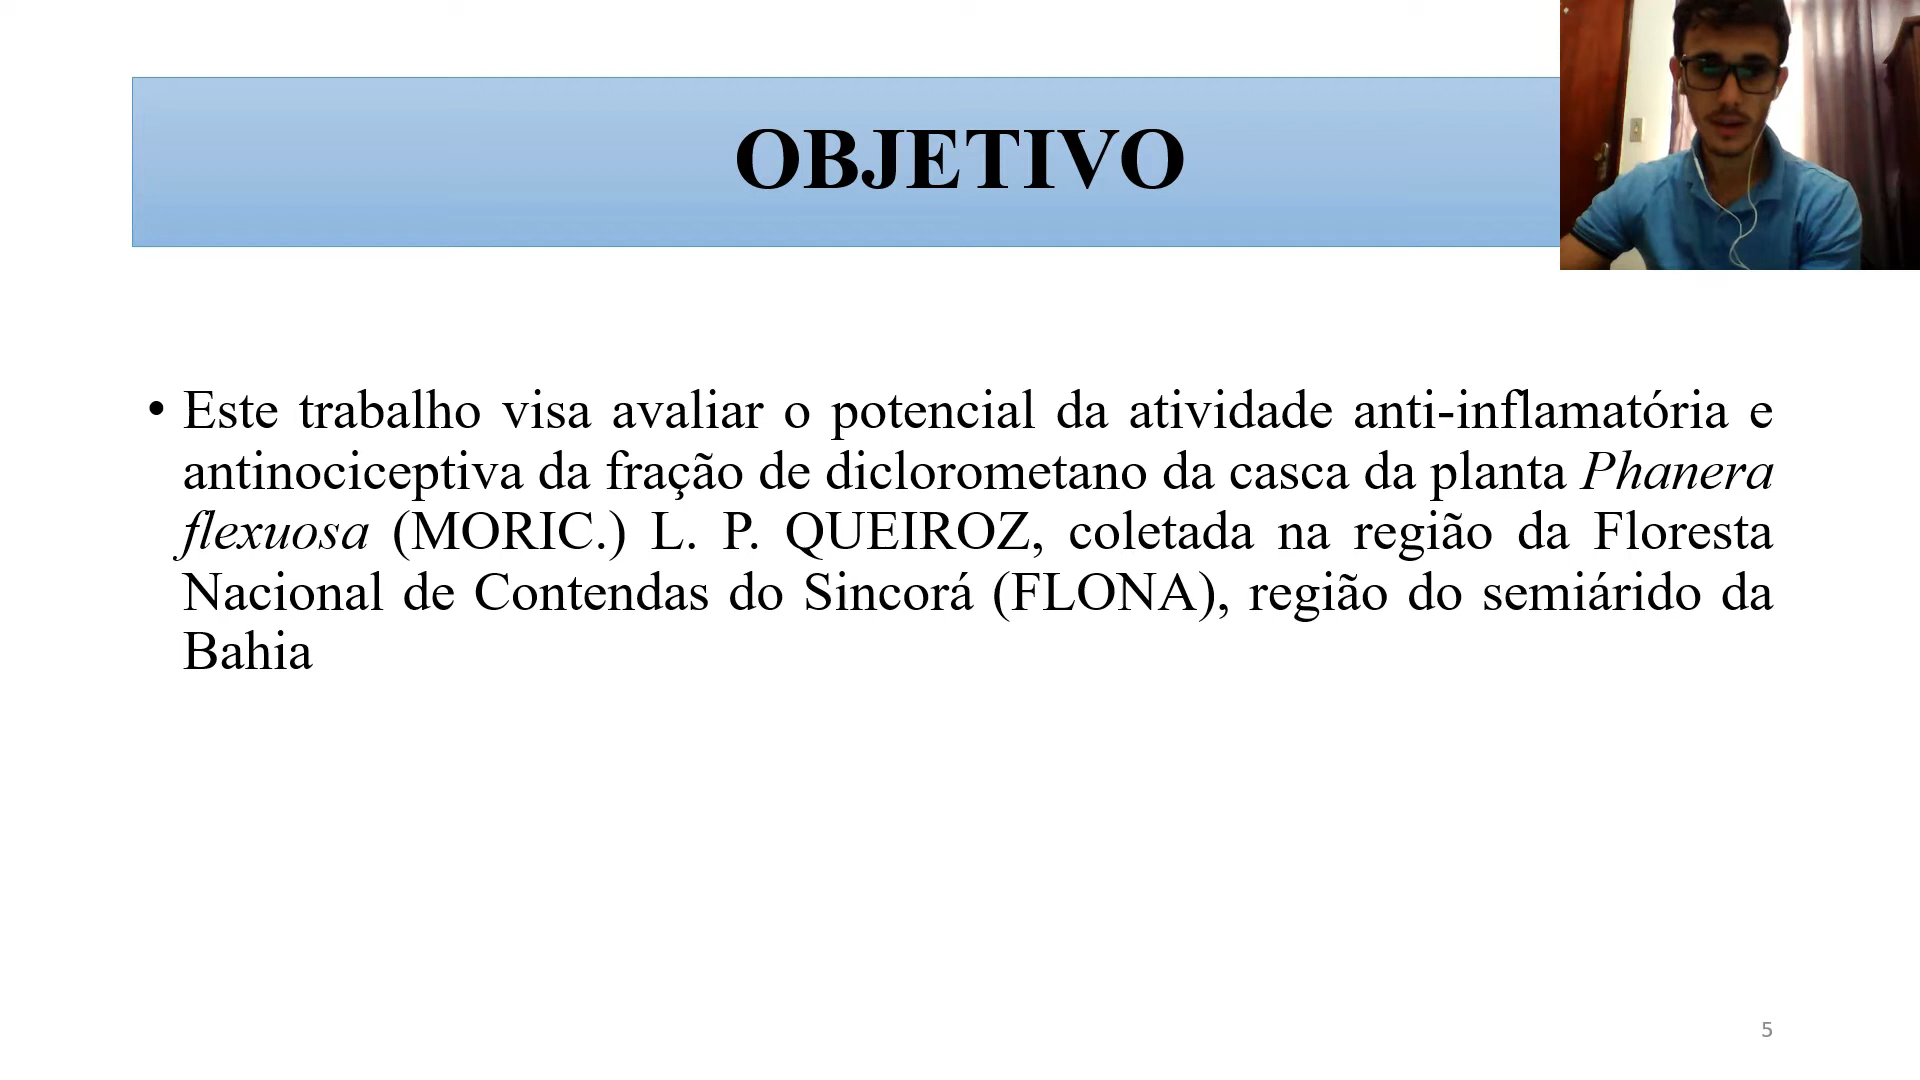 OBJETIVO
• Este trabalho visa avaliar o potencial da atividade anti-inflamatória e
antinociceptiva da fração de diclorometano da casca da planta Phanera
flexuosa (MORIC.) L. P. QUEIROZ, coletada na região da Floresta
Nacional de Contendas do Sincorá (FLONA), região do semiárido da
Bahia
5